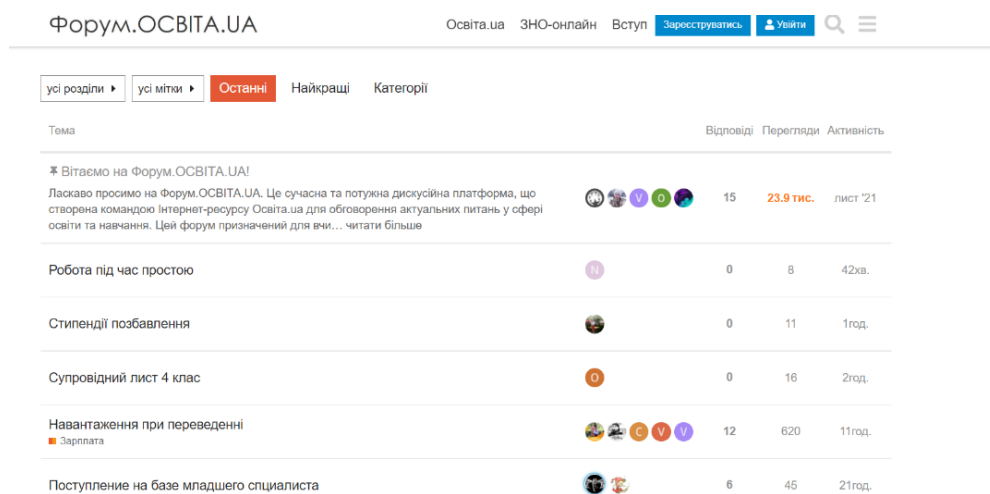 Форум.ОСВІТА.UA
Освіта.ua ЗНО-онлайн Вступ Зареєструватись Увійти
усі розділи усі мітки Останні Найкращі Категорії
Тема Відповіді Перегляди Активність
Вітаємо на Форум.ОСВІТА.UA!
Ласкаво просимо на Форум.ОСВІТА.UA. Це сучасна та потужна дискусійна платформа, що
створена командою Інтернет-ресурсу Освіта.ua для обговорення актуальних питань у сфері
освіти та навчання. Цей форум призначений для вчи… читати більше
V O 15 23.9 тис. лист '21
Робота під час простою N 0 8 42хв.
Стипендії позбавлення 0 11 1год.
Супровідний лист 4 клас O 0 16 2год.
Навантаження при переведенні
Зарплата
C V V 12 620 11год.
Поступление на базе младшего спциалиста 6 45 21год.